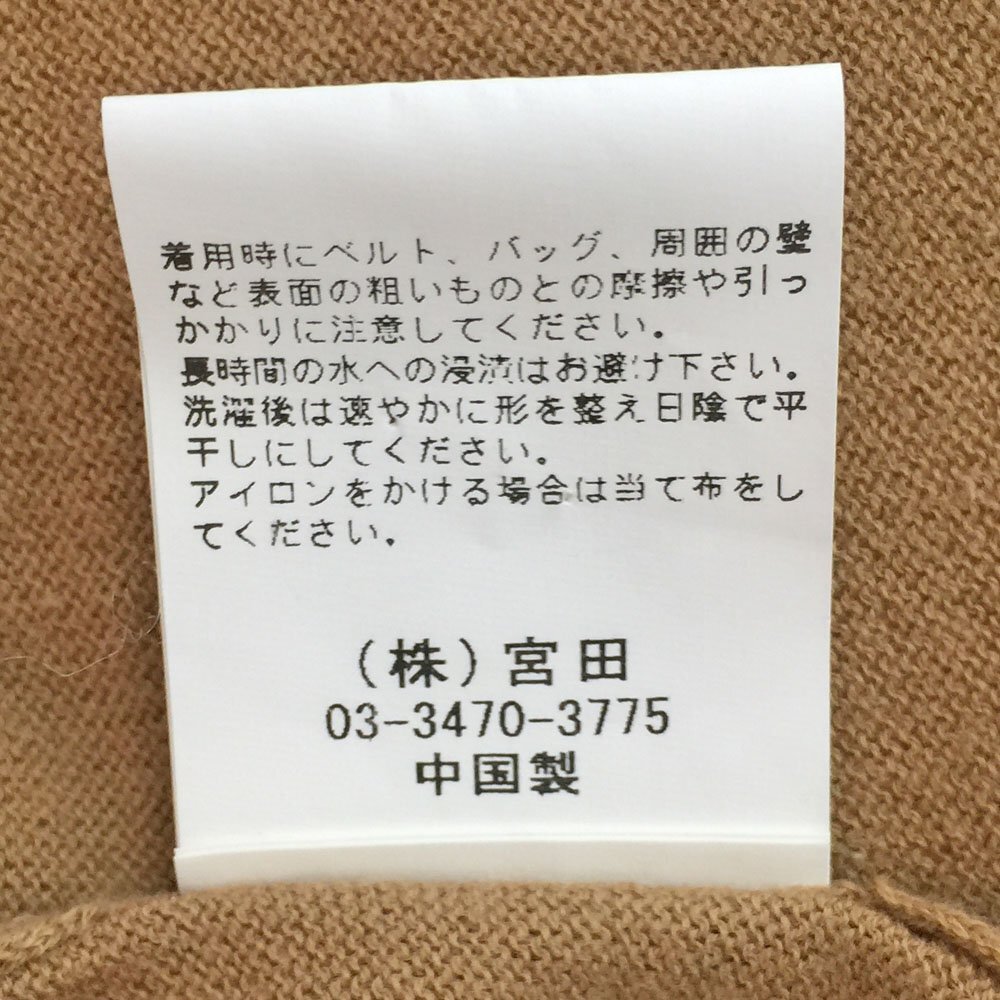 着用時にベルト、バッグ、周囲の壁
など表面の粗いものとの摩擦や引っ
かかりに注意してください。
長時間の水への浸漬はお避け下さい。
洗濯後は速やかに形を整え日陰で平
干しにしてください。
アイロンをかける場合は当て布をし
てください。
(株)宮田
03-3470-3775
中国製